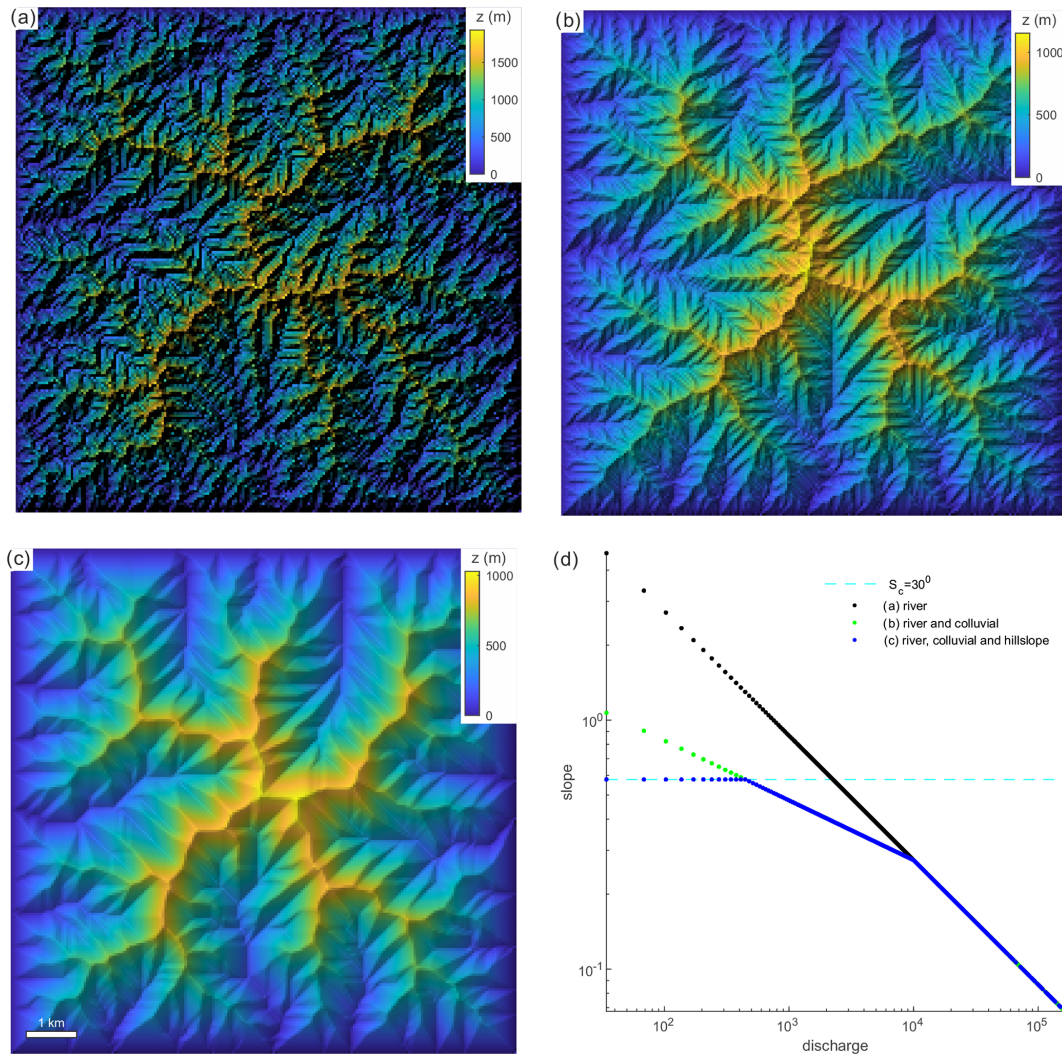 (a)
z (m)
1500
1000
500
0
(b)
z (m)
1000
500
0
(c)
z (m)
1000
500
0
1 km
(d)
S_c=30^0
(a) river
(b) river and colluvial
(c) river, colluvial and hillslope
slope
10^0
10^-1
10^2
10^3
10^4
10^5
discharge